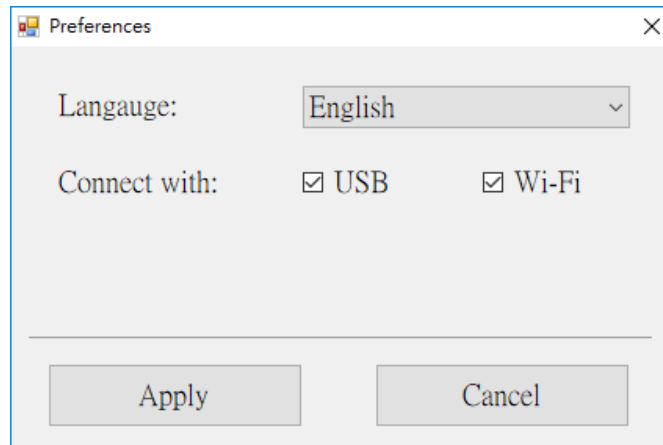 Preferences
Langauge: English
Connect with: USB Wi-Fi
Apply Cancel